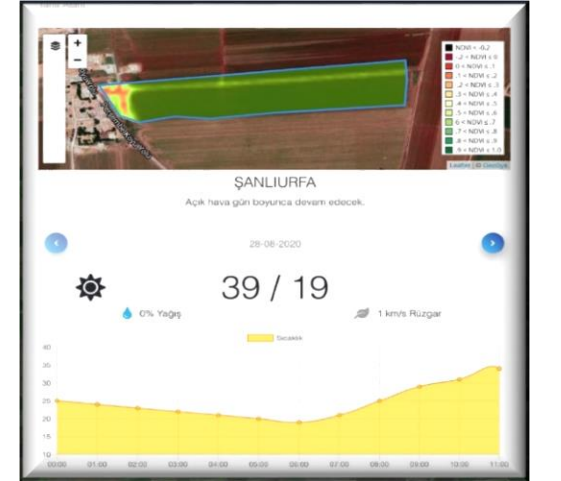 NDVI < -0.2
-.2 < NDVI ≤ 0
0 < NDVI ≤ .1
.1 < NDVI ≤ .2
.2 < NDVI ≤ .3
.3 < NDVI ≤ .4
.4 < NDVI ≤ .5
.5 < NDVI ≤ .6
.6 < NDVI ≤ .7
.7 < NDVI ≤ .8
.8 < NDVI ≤ .9
.9 < NDVI ≤ 1.0
Leaflet | ©
ŞANLIURFA
Açık hava gün boyunca devam edecek.
28-08-2020
39 / 19
0% Yağış
1 km/s Rüzgar
Sıcaklık
40
35
30
25
20
15
10
00:00 01:00 02:00 03:00 04:00 05:00 06:00 07:00 08:00 09:00 10:00 11:00